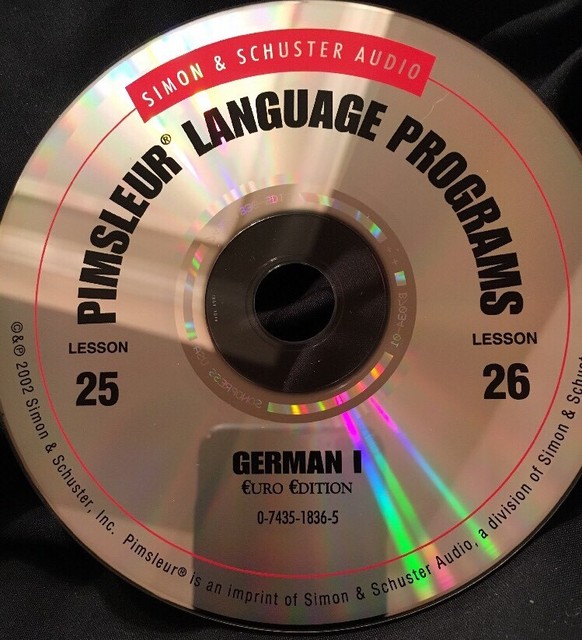 SIMON & SCHUSTER AUDIO
PIMSLEUR® LANGUAGE PROGRAMS
LESSON
25
LESSON
26
GERMAN I
€URO €DITION
0-7435-1836-5
©&℗ 2002 Simon & Schuster, Inc. Pimsleur® is an imprint of Simon & Schuster Audio, a division of Simon & Schuster